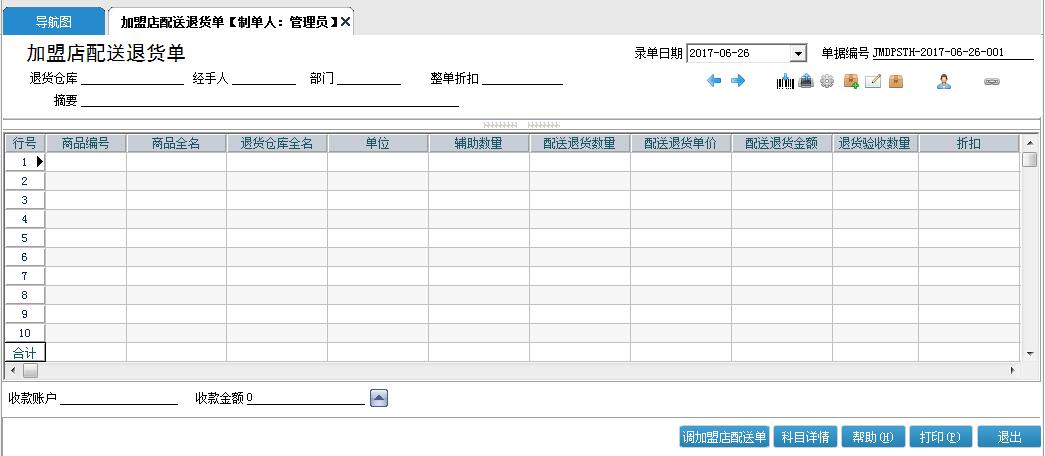 导航图 加盟店配送退货单【制单人：管理员】
加盟店配送退货单 录单日期 2017-06-26 单据编号 JMDPSTH-2017-06-26-001
退货仓库 经手人 部门 整单折扣
摘要
行号 商品编号 商品全名 退货仓库全名 单位 辅助数量 配送退货数量 配送退货单价 配送退货金额 退货验收数量 折扣
1
2
3
4
5
6
7
8
9
10
合计
收款账户 收款金额 0
调加盟店配送单 科目详情 帮助(H) 打印(P) 退出